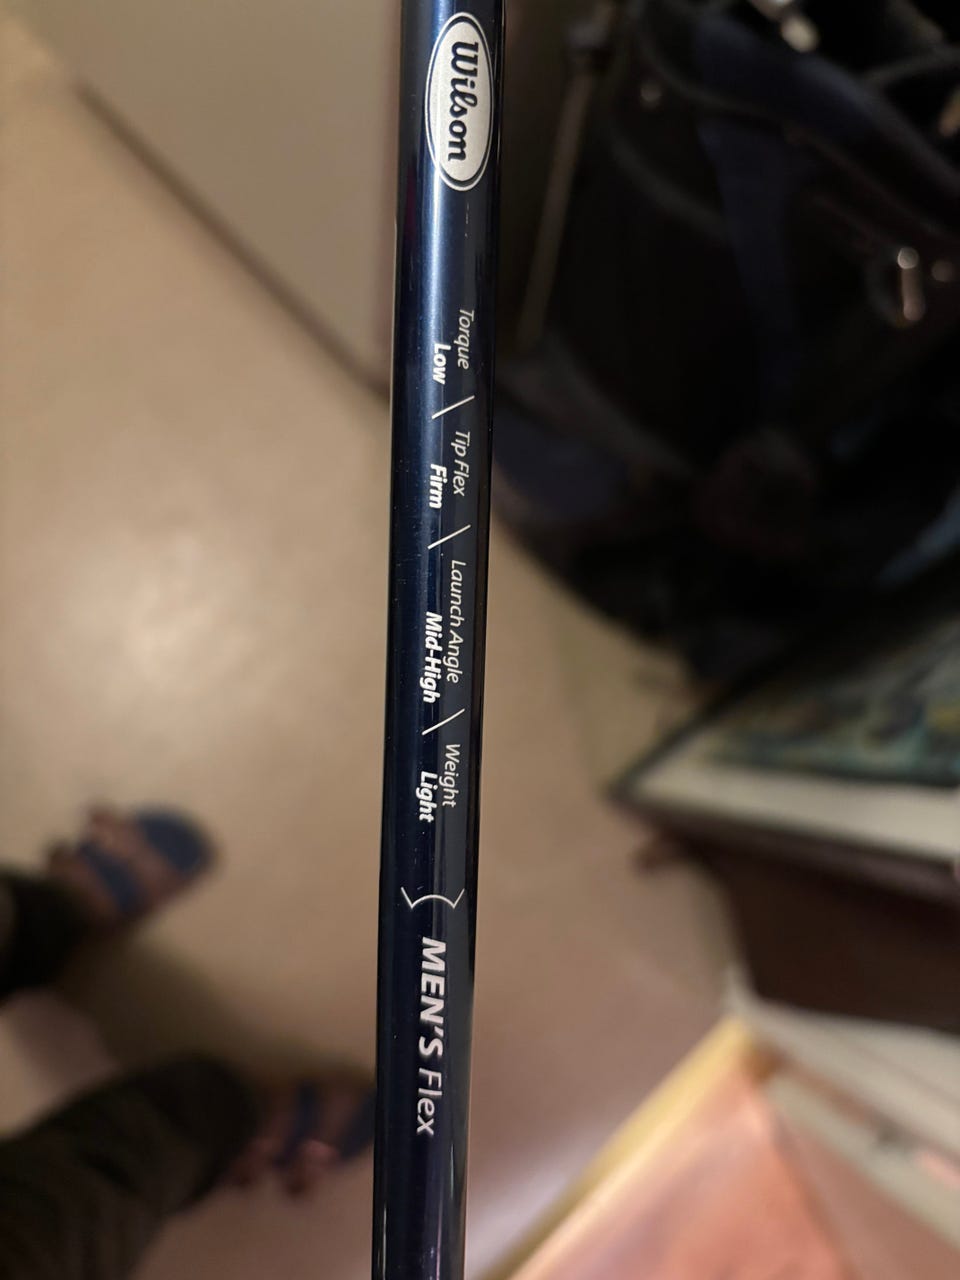 Wilson
Torque
Low
Tip Flex
Firm
Launch Angle
Mid-High
Weight
Light
MEN'S Flex